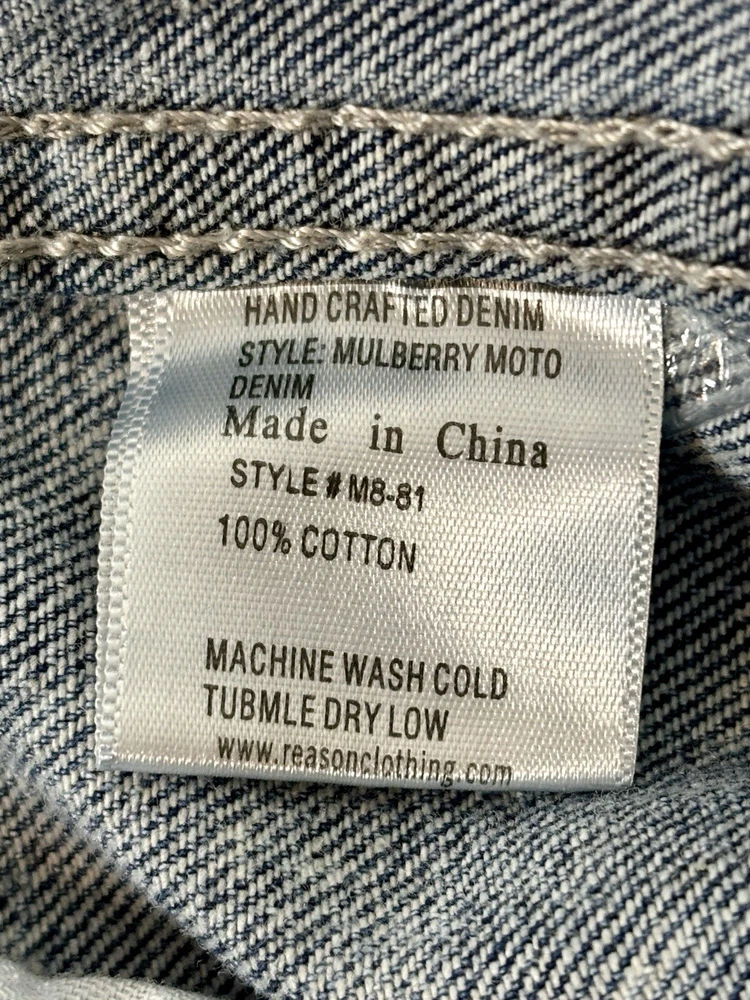 HAND CRAFTED DENIM
STYLE: MULBERRY MOTO
DENIM
Made in China
STYLE # M8-81
100% COTTON
MACHINE WASH COLD
TUBMLE DRY LOW
www.reasonclothing.com